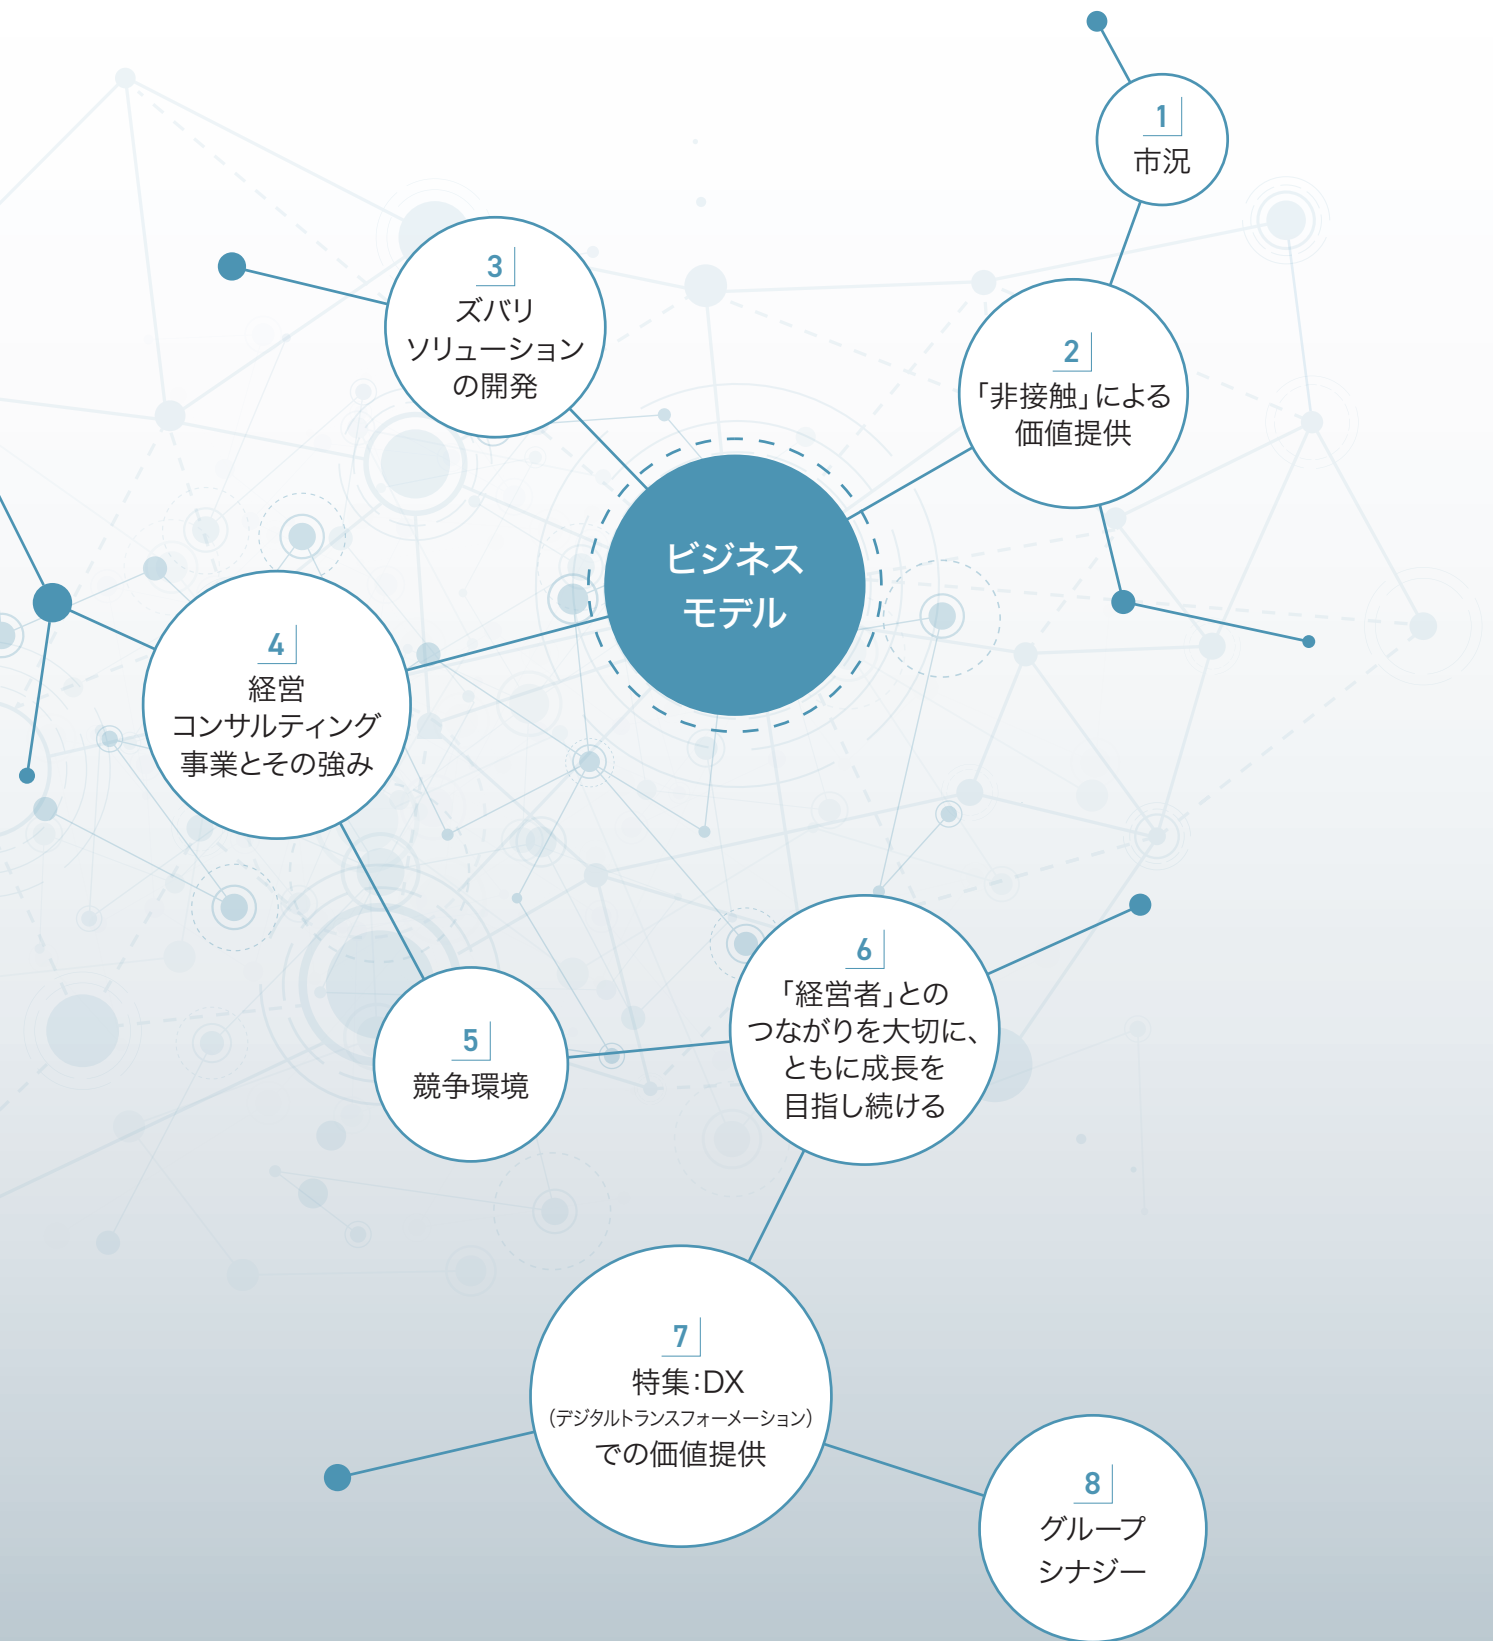 1
市況
2
「非接触」による
価値提供
3
ズバリ
ソリューション
の開発
ビジネス
モデル
4
経営
コンサルティング
事業とその強み
5
競争環境
6
「経営者」との
つながりを大切に、
ともに成長を
目指し続ける
7
特集：DX
（デジタルトランスフォーメーション）
での価値提供
8
グループ
シナジー